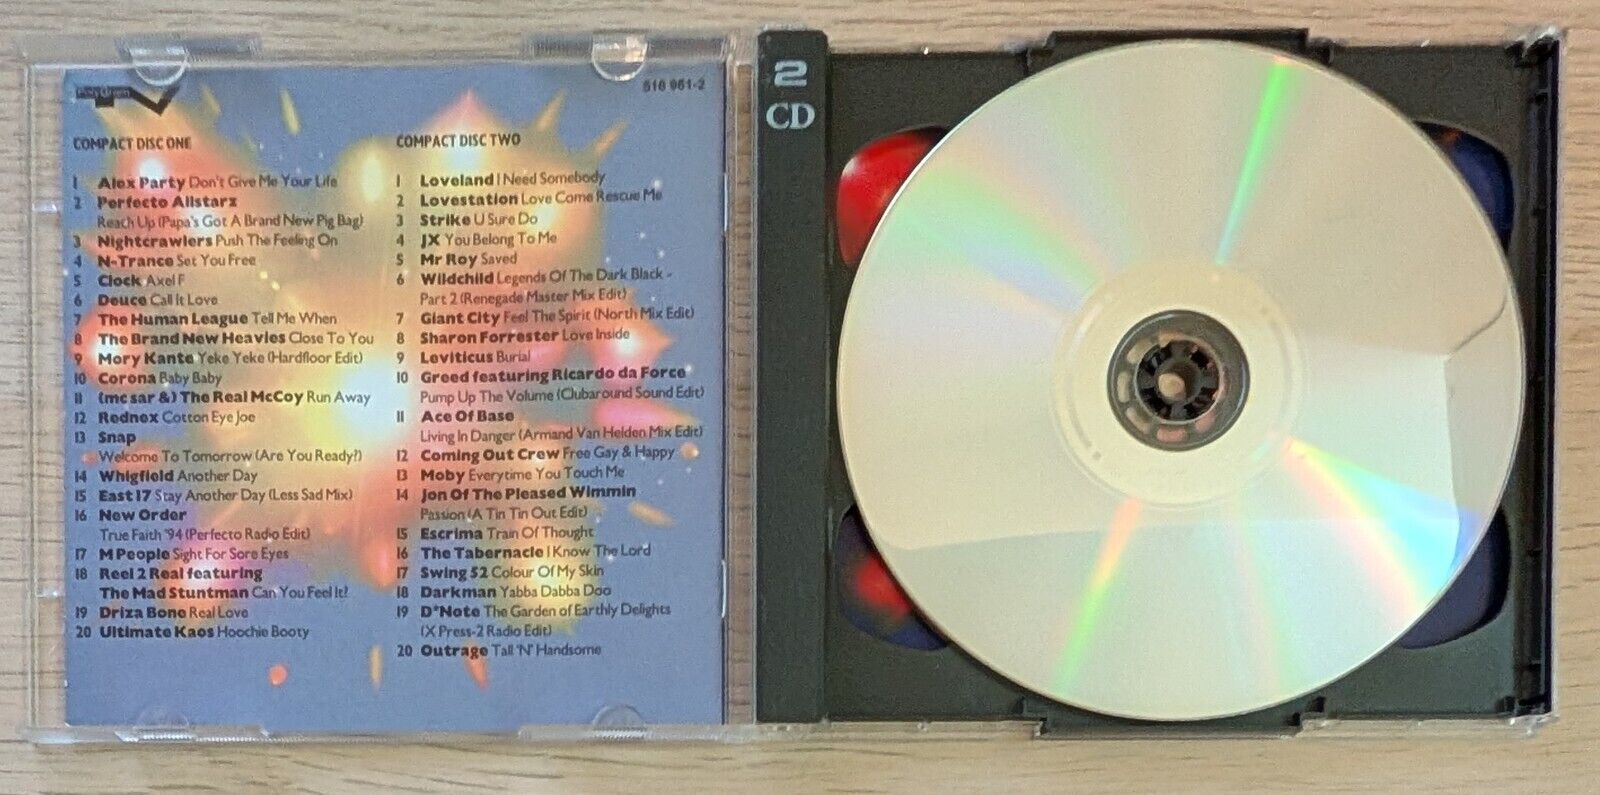 PolyGram
516 961-2
COMPACT DISC ONE
1 Alex Party Don't Give Me Your Life
2 Perfecto Allstarz
Reach Up (Papa's Got A Brand New Pig Bag)
3 Nightcrawlers Push The Feeling On
4 N-Trance Set You Free
5 Clock Axel F
6 Deuce Call It Love
7 The Human League Tell Me When
8 The Brand New Heavies Close To You
9 Mory Kante Yeke Yeke (Hardfloor Edit)
10 Corona Baby Baby
11 (mc sar &) The Real McCoy Run Away
12 Rednex Cotton Eye Joe
13 Snap
Welcome To Tomorrow (Are You Ready?)
14 Whigfield Another Day
15 East 17 Stay Another Day (Less Sad Mix)
16 New Order
True Faith '94 (Perfecto Radio Edit)
17 M People Sight For Sore Eyes
18 Reel 2 Real featuring
The Mad Stuntman Can You Feel It?
19 Driza Bone Real Love
20 Ultimate Kaos Hoochie Booty
COMPACT DISC TWO
1 Loveland I Need Somebody
2 Lovestation Love Come Rescue Me
3 Strike U Sure Do
4 JX You Belong To Me
5 Mr Roy Saved
6 Wildchild Legends Of The Dark Black -
Part 2 (Renegade Master Mix Edit)
7 Giant City Feel The Spirit (North Mix Edit)
8 Sharon Forrester Love Inside
9 Leviticus Burial
10 Greed featuring Ricardo da Force
Pump Up The Volume (Clubaround Sound Edit)
11 Ace Of Base
Living In Danger (Armand Van Helden Mix Edit)
12 Coming Out Crew Free Gay & Happy
13 Moby Everytime You Touch Me
14 Jon Of The Pleased Wimmin
Passion (A Tin Tin Out Edit)
15 Escrima Train Of Thought
16 The Tabernacle I Know The Lord
17 Swing 52 Colour Of My Skin
18 Darkman Yabba Dabba Doo
19 D*Note The Garden of Earthly Delights
(X Press-2 Radio Edit)
20 Outrage Tall 'N' Handsome
2
CD